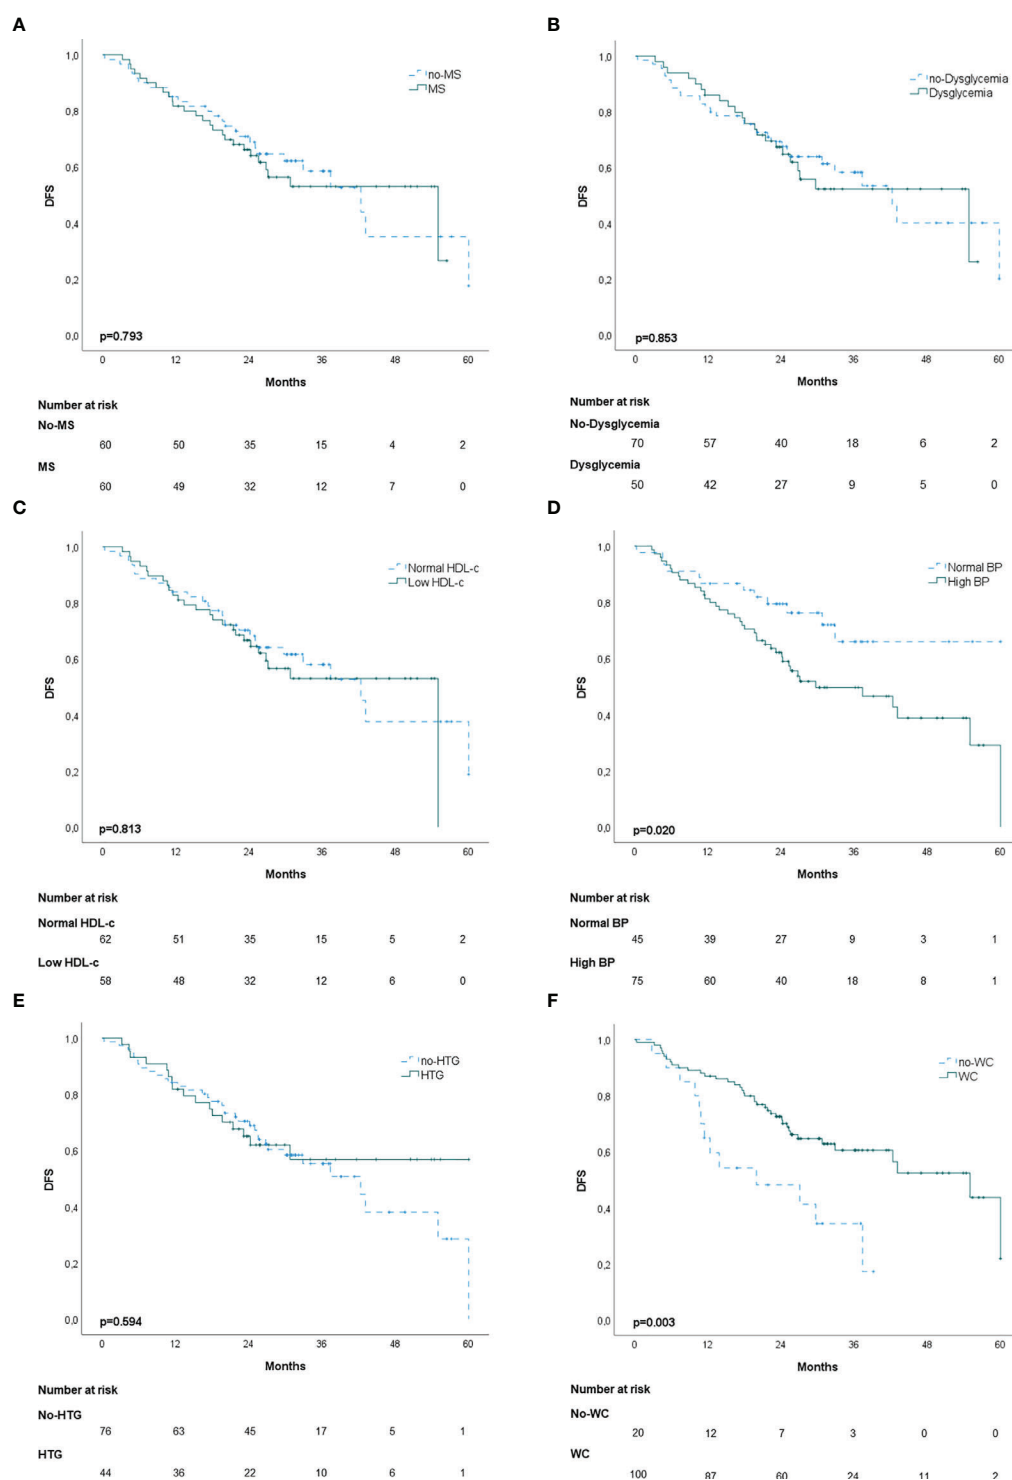 A
1,0
0,8
0,6
0,4
0,2
0,0
DFS
no-MS
MS
p=0.793
0 12 24 36 48 60
Months
Number at risk
No-MS
60 50 35 15 4 2
MS
60 49 32 12 7 0
B
1,0
0,8
0,6
0,4
0,2
0,0
DFS
no-Dysglycemia
Dysglycemia
p=0.853
0 12 24 36 48 60
Months
Number at risk
No-Dysglycemia
70 57 40 18 6 2
Dysglycemia
50 42 27 9 5 0
C
1,0
0,8
0,6
0,4
0,2
0,0
DFS
Normal HDL-c
Low HDL-c
p=0.813
0 12 24 36 48 60
Months
Number at risk
Normal HDL-c
62 51 35 15 5 2
Low HDL-c
58 48 32 12 6 0
D
1,0
0,8
0,6
0,4
0,2
0,0
DFS
Normal BP
High BP
p=0.020
0 12 24 36 48 60
Months
Number at risk
Normal BP
45 39 27 9 3 1
High BP
75 60 40 18 8 1
E
1,0
0,8
0,6
0,4
0,2
0,0
DFS
no-HTG
HTG
p=0.594
0 12 24 36 48 60
Months
Number at risk
No-HTG
76 63 45 17 5 1
HTG
44 36 22 10 6 1
F
1,0
0,8
0,6
0,4
0,2
0,0
DFS
no-WC
WC
p=0.003
0 12 24 36 48 60
Months
Number at risk
No-WC
20 12 7 3 0 0
WC
100 87 60 24 11 2